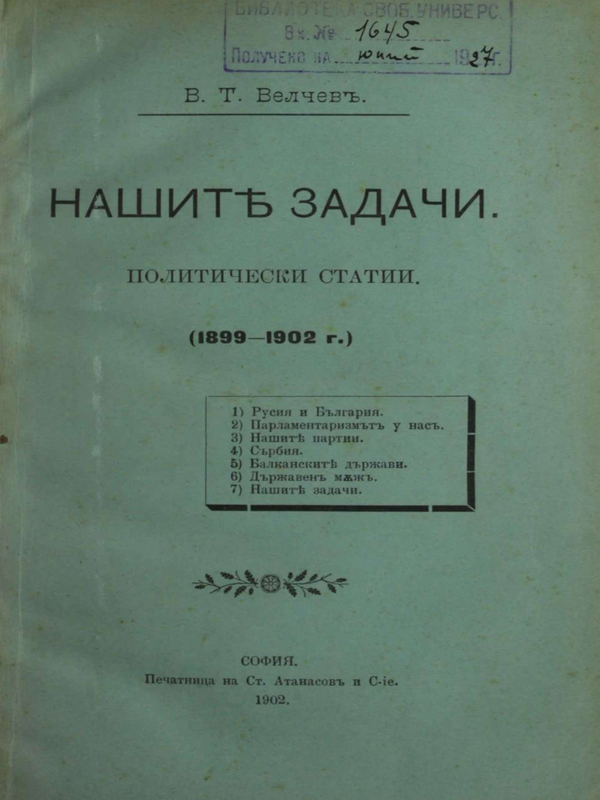 БИБЛИОТЕКА СВОБ. УНИВЕРС
Вх. № 1645
Получено на юний 1927г.
В. Т. Велчевъ.
НАШИТѢ ЗАДАЧИ.
ПОЛИТИЧЕСКИ СТАТИИ.
(1899—1902 г.)
1) Русия и България.
2) Парламентаризмътъ у насъ.
3) Нашитѣ партии.
4) Сърбия.
5) Балканскитѣ държави.
6) Държавенъ мѫжъ.
7) Нашитѣ задачи.
СОФИЯ.
Печатница на Ст. Атанасовъ и С-ie.
1902.